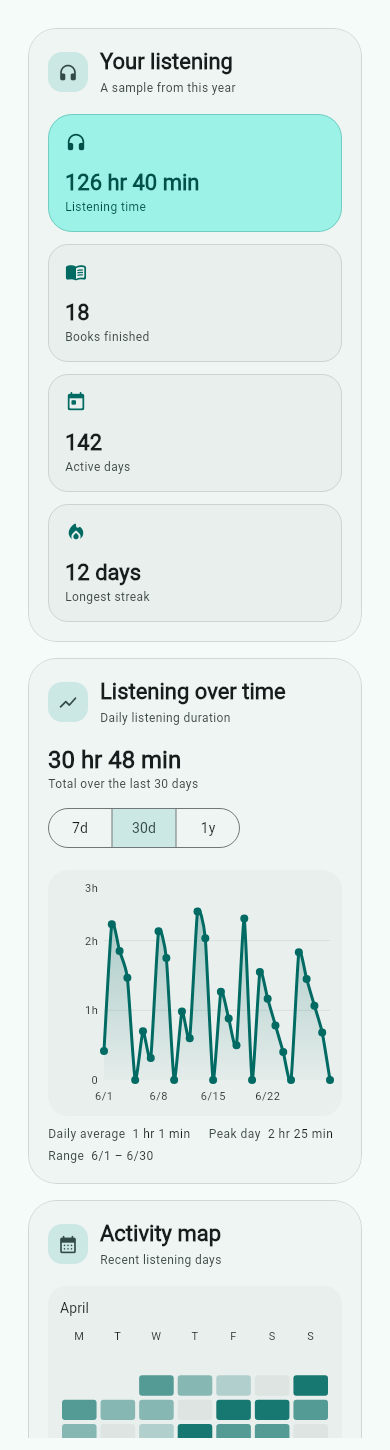 Your listening
A sample from this year
126 hr 40 min
Listening time
18
Books finished
142
Active days
12 days
Longest streak
Listening over time
Daily listening duration
30 hr 48 min
Total over the last 30 days
7d 30d 1y
3h
2h
1h
0
6/1 6/8 6/15 6/22
Daily average 1 hr 1 min Peak day 2 hr 25 min
Range 6/1 – 6/30
Activity map
Recent listening days
April
M T W T F S S